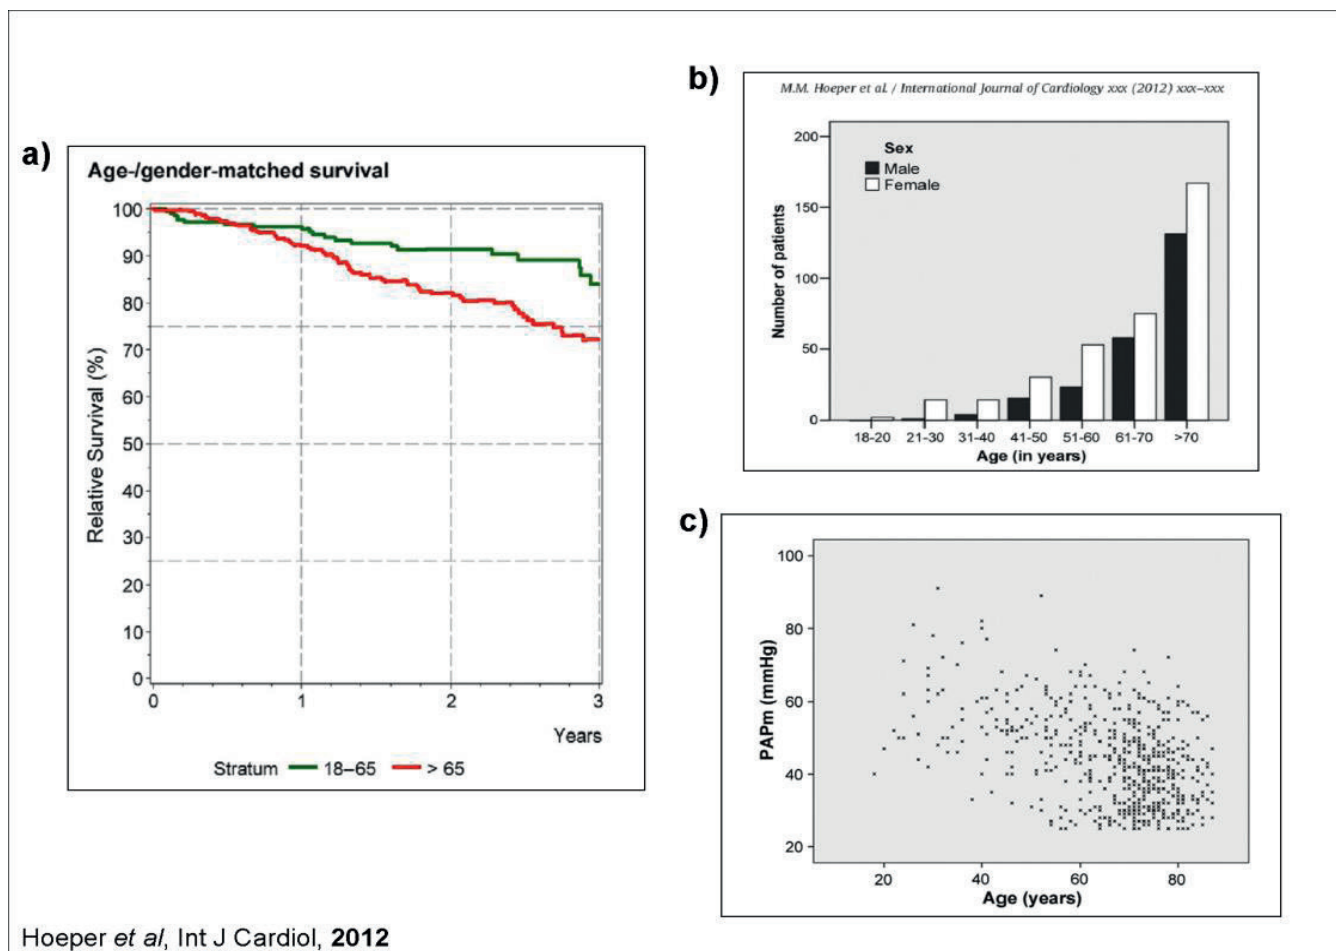 a)
Age-/gender-matched survival
Relative Survival (%)
100
90
80
70
60
50
40
30
20
10
0
0 1 2 3
Years
Stratum 18–65 > 65
b)
M.M. Hoeper et al. / International Journal of Cardiology xxx (2012) xxx–xxx
Number of patients
200
150
100
50
0
Sex
Male
Female
18-20 21-30 31-40 41-50 51-60 61-70 >70
Age (in years)
c)
PAPm (mmHg)
100
80
60
40
20
20 40 60 80
Age (years)
Hoeper et al, Int J Cardiol, 2012